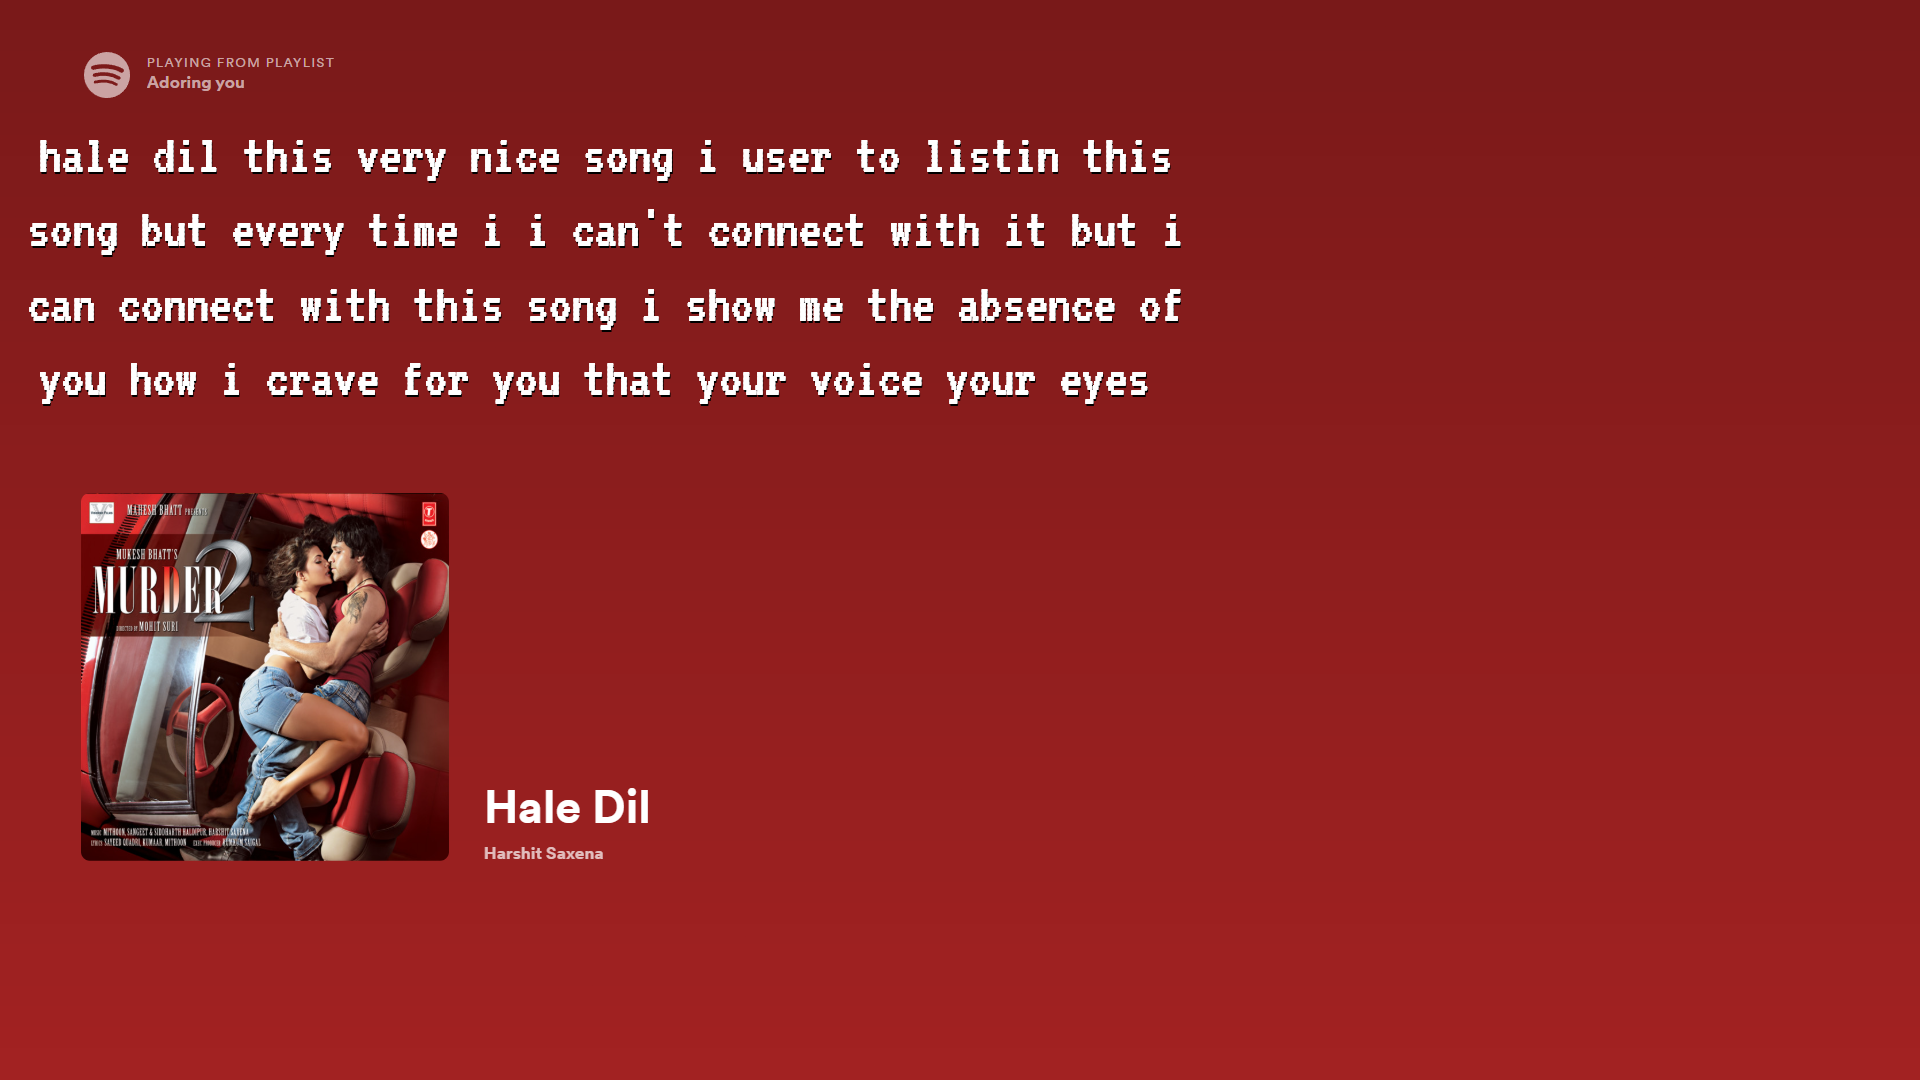 PLAYING FROM PLAYLIST
Adoring you
hale dil this very nice song i user to listin this
song but every time i i can't connect with it but i
can connect with this song i show me the absence of
you how i crave for you that your voice your eyes
MAHESH BHATT PRESENTS
MUKESH BHATT'S
MURDER 2
DIRECTED BY MOHIT SURI
MUSIC MITHOON, SANGEET & SIDDHARTH HALDIPUR, HARSHIT SAXENA
LYRICS SAYEED QUADRI, KUMAAR, MITHOON EXEC PRODUCER KUMKUM SAIGAL
Hale Dil
Harshit Saxena